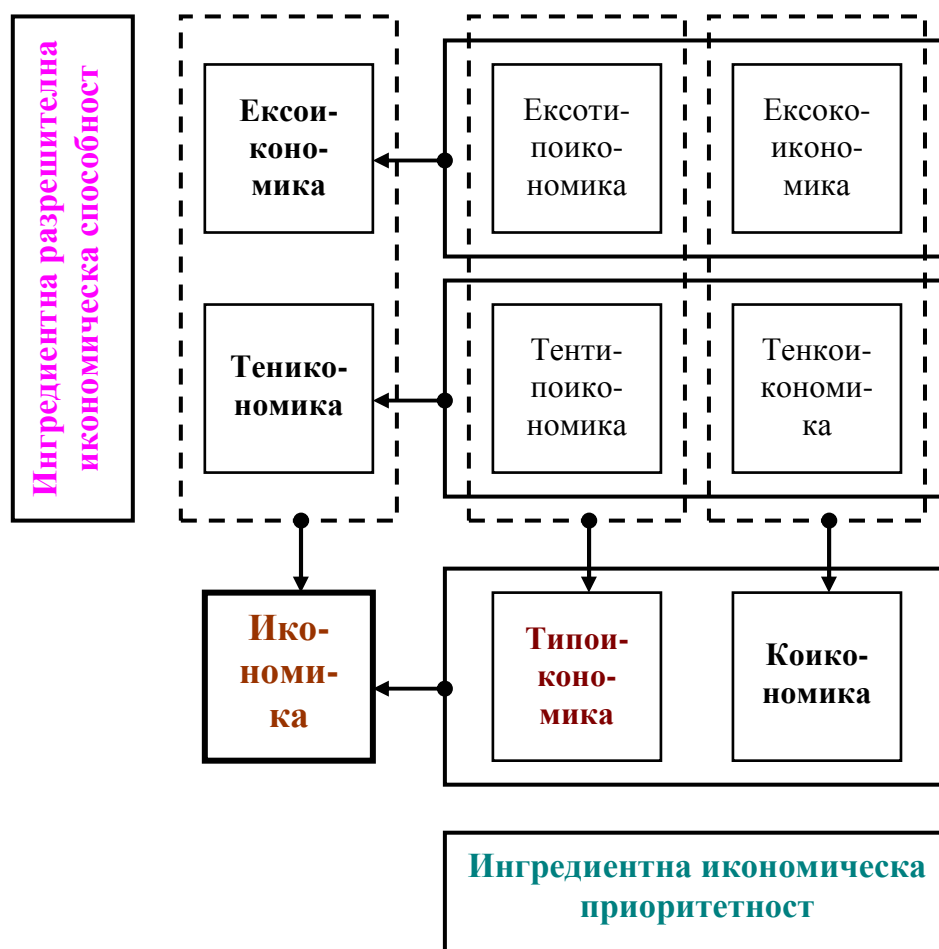 Ингредиентна разрешителна
икономическа способност
Ексои-
коно-
мика
Ексоти-
поико-
номика
Ексоко-
иконо-
мика
Тенико-
номика
Тенти-
поико-
номика
Тенкои-
кономи-
ка
Ико-
номи-
ка
Типои-
коно-
мика
Коико-
номика
Ингредиентна икономическа
приоритетност